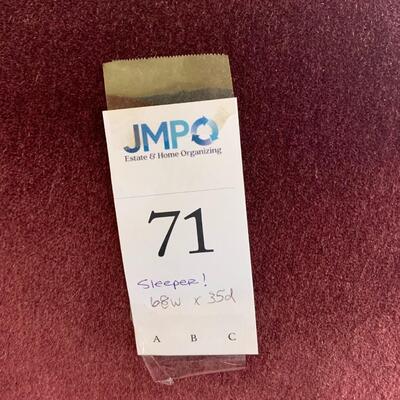 JMPO
Estate & Home Organizing
71
Sleeper!
68w x 35d
A B C